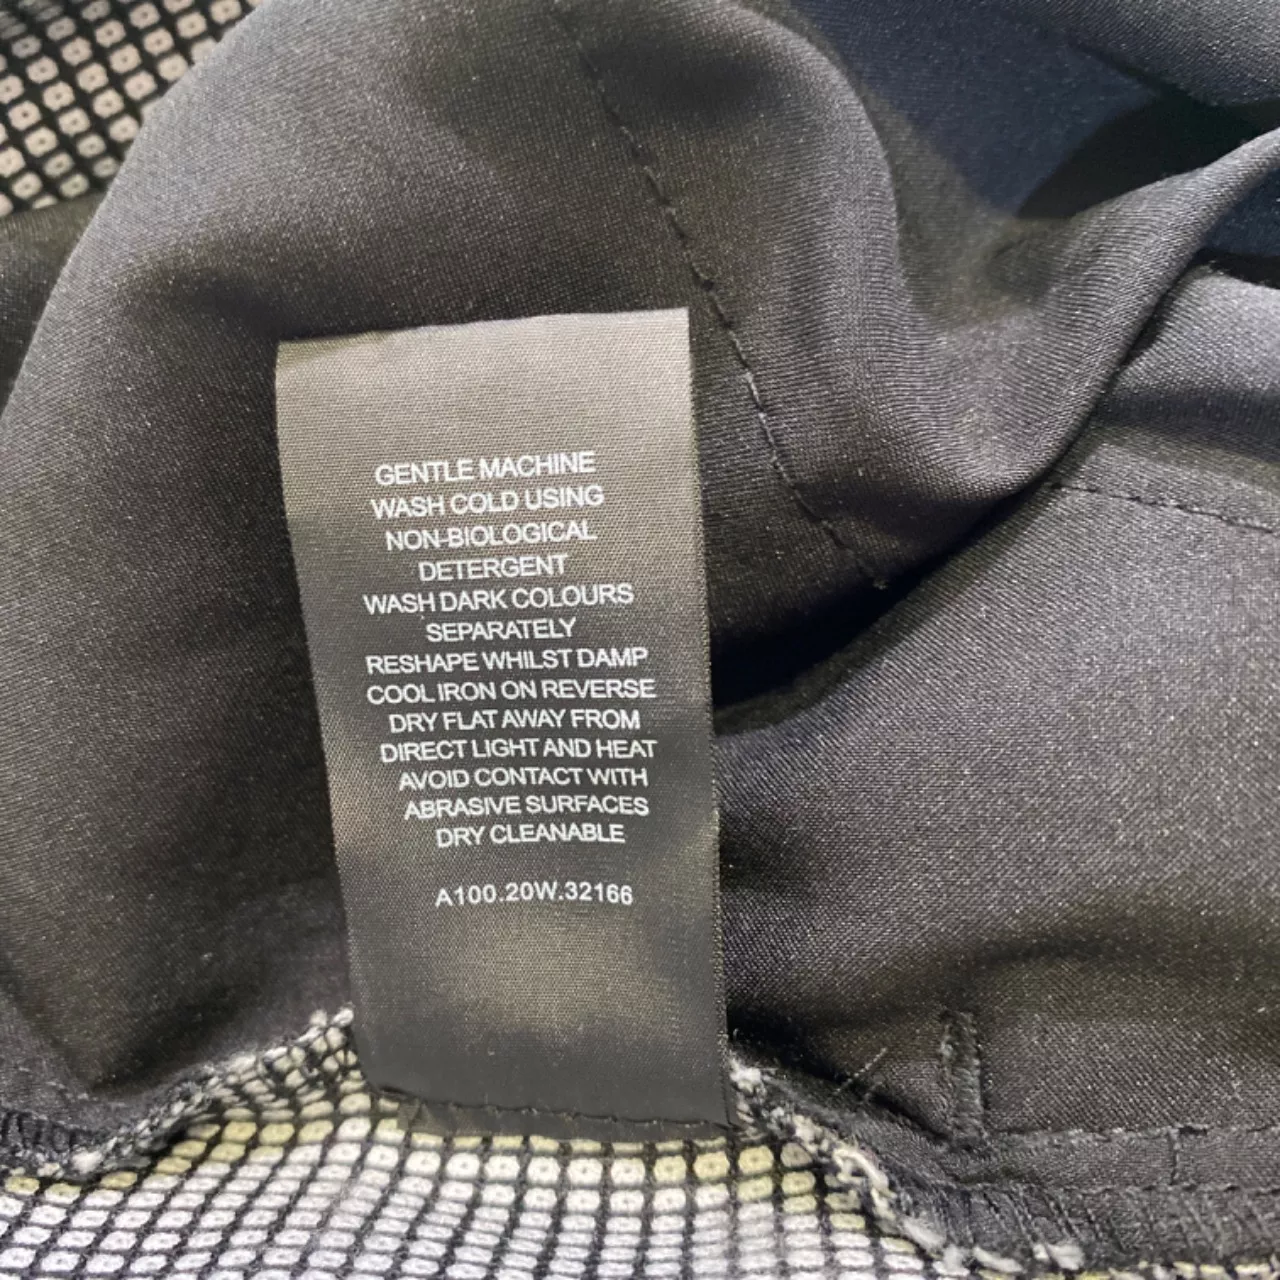 GENTLE MACHINE
WASH COLD USING
NON-BIOLOGICAL
DETERGENT
WASH DARK COLOURS
SEPARATELY
RESHAPE WHILST DAMP
COOL IRON ON REVERSE
DRY FLAT AWAY FROM
DIRECT LIGHT AND HEAT
AVOID CONTACT WITH
ABRASIVE SURFACES
DRY CLEANABLE
A100.20W.32166